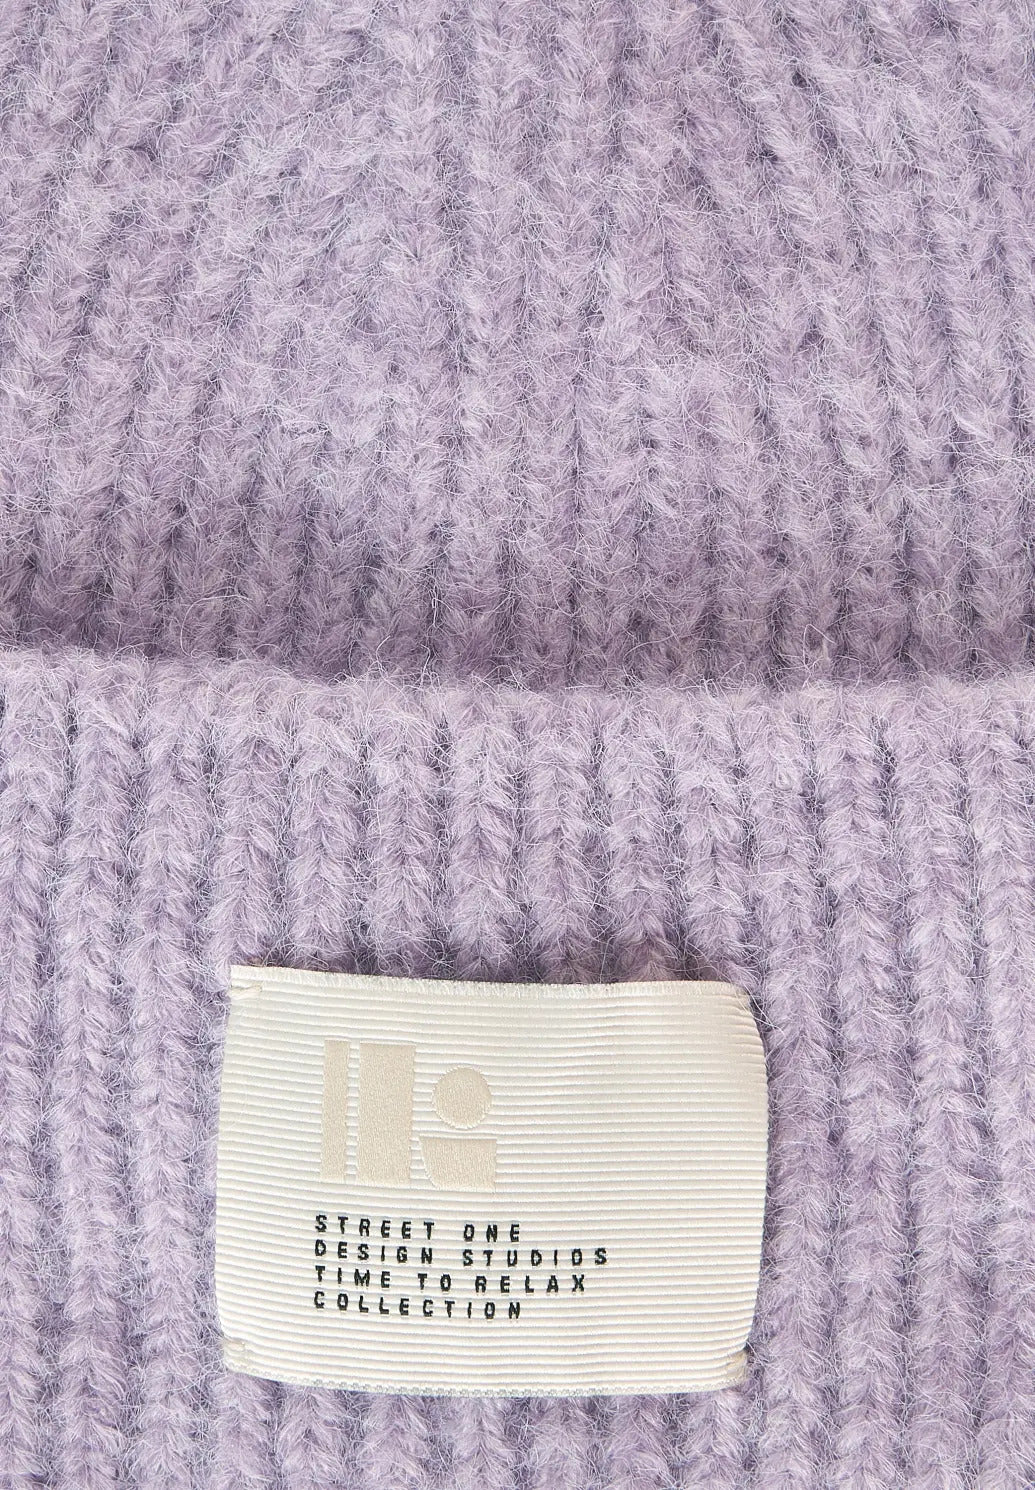 STREET ONE
DESIGN STUDIOS
TIME TO RELAX
COLLECTION